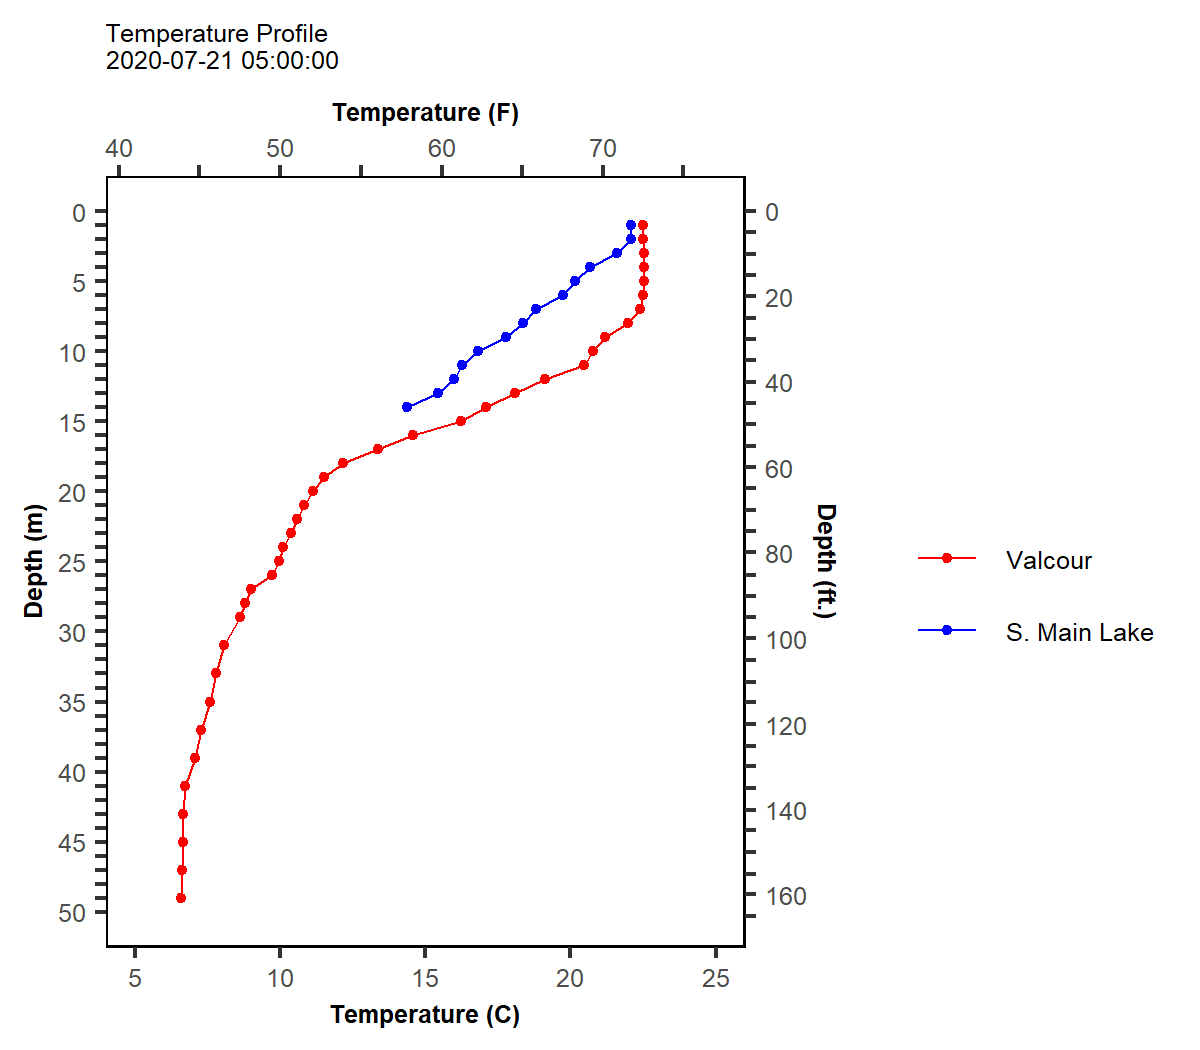 Temperature Profile
2020-07-21 05:00:00
Temperature (F)
40 50 60 70
0
5
10
15
20
25
30
35
40
45
50
Depth (m)
0
20
40
60
80
100
120
140
160
Depth (ft.)
Valcour
S. Main Lake
5 10 15 20 25
Temperature (C)